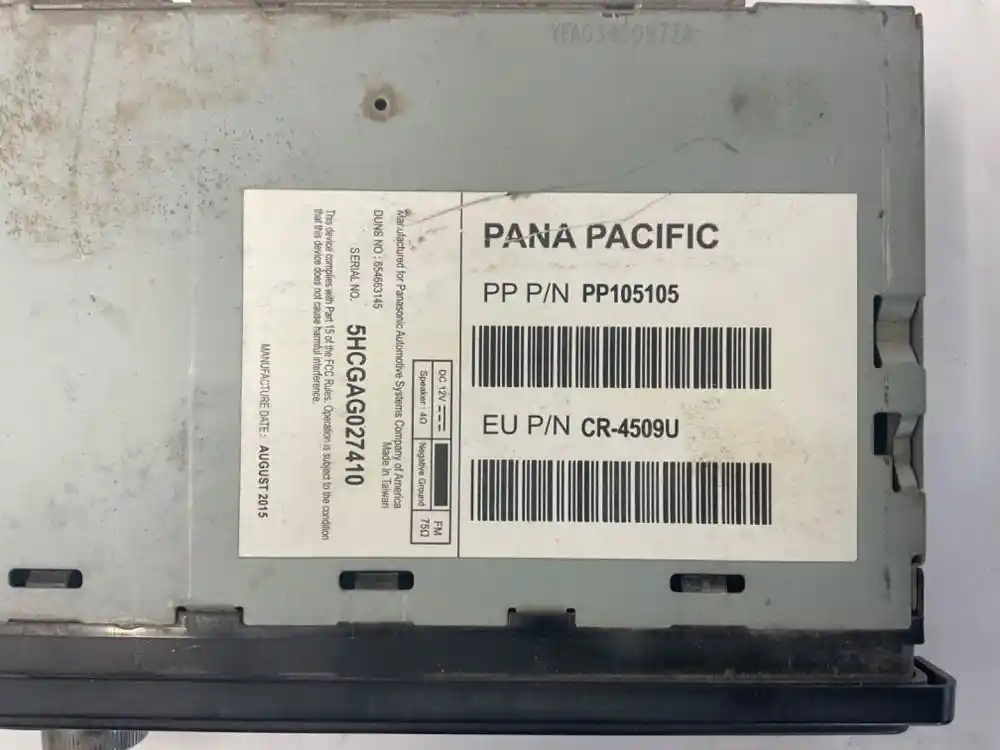 PANA PACIFIC
PP P/N PP105105
EU P/N CR-4509U
DC 12V
Speaker : 4Ω
Negative Ground
FM
75Ω
Manufactured for Panasonic Automotive Systems Company of America
Made in Taiwan
DUNS NO : 654663145
SERIAL NO. 5HCGAG027410
This device complies with Part 15 of the FCC Rules. Operation is subject to the condition
that this device does not cause harmful interference.
MANUFACTURE DATE : AUGUST 2015